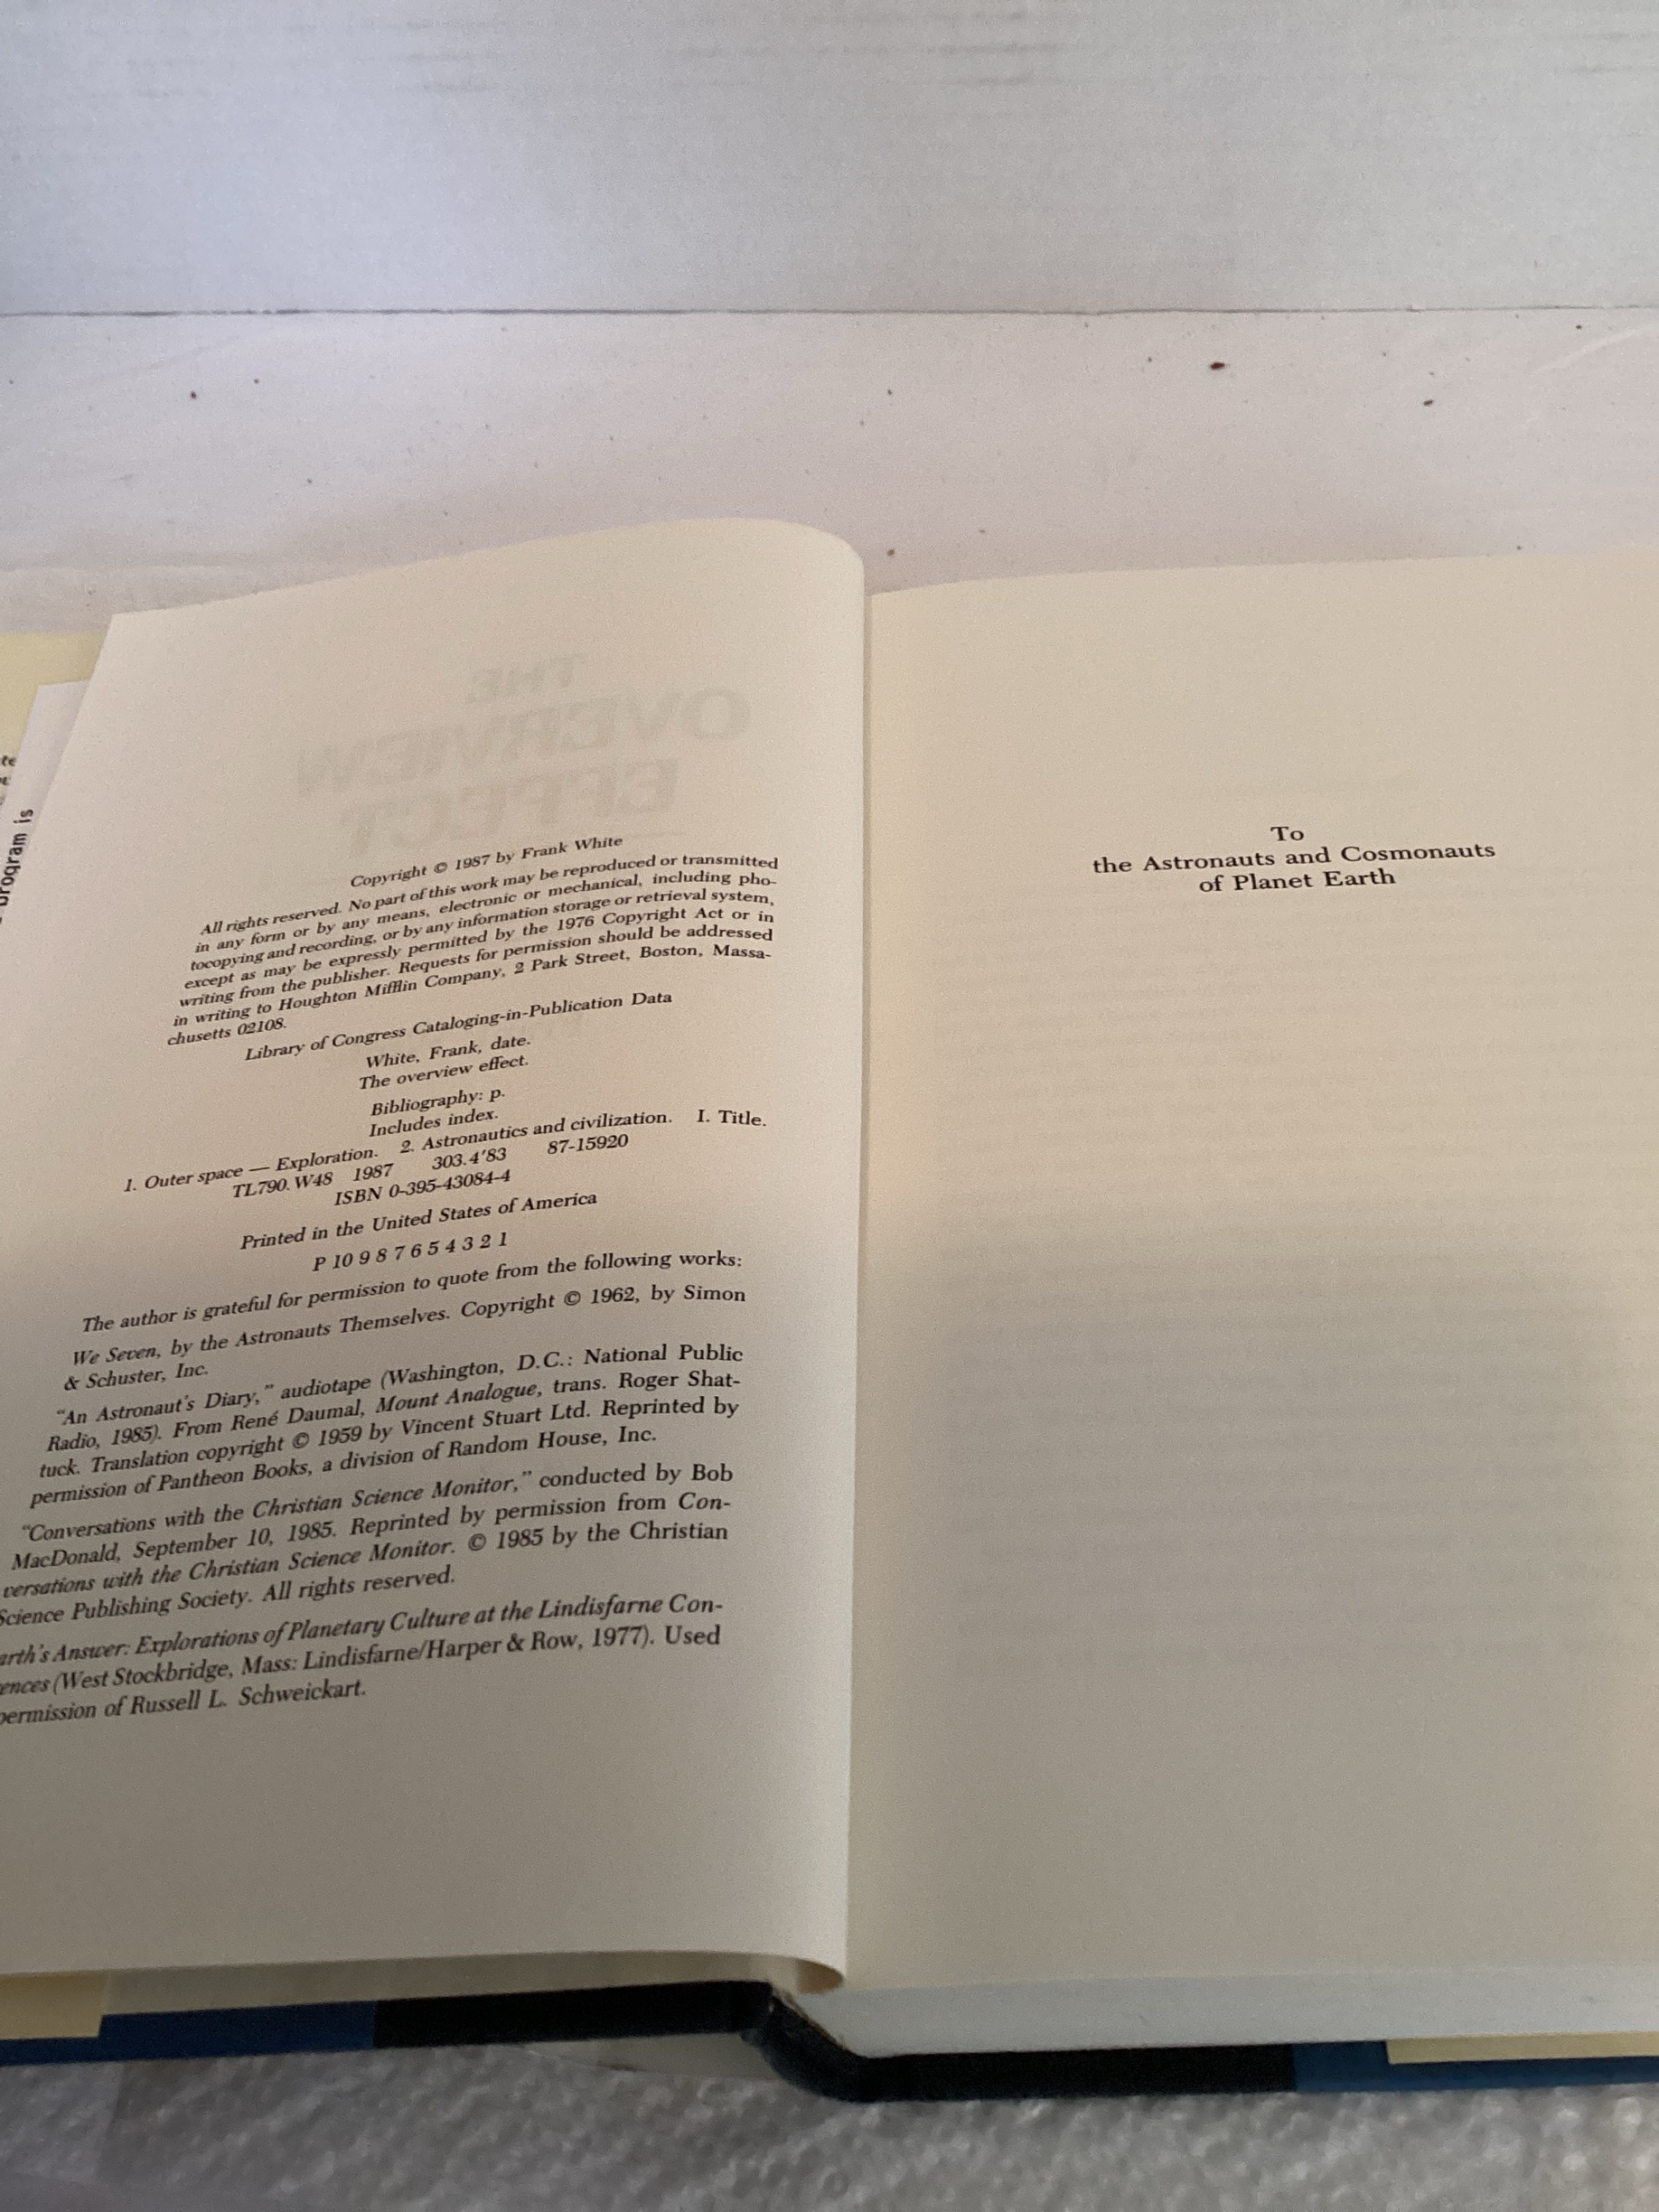 program is
THE
OVERVIEW
EFFECT
Copyright © 1987 by Frank White
All rights reserved. No part of this work may be reproduced or transmitted
in any form or by any means, electronic or mechanical, including pho-
tocopying and recording, or by any information storage or retrieval system,
except as may be expressly permitted by the 1976 Copyright Act or in
writing from the publisher. Requests for permission should be addressed
in writing to Houghton Mifflin Company, 2 Park Street, Boston, Massa-
chusetts 02108.
Library of Congress Cataloging-in-Publication Data
White, Frank, date.
The overview effect.
Bibliography: p.
Includes index.
1. Outer space — Exploration. 2. Astronautics and civilization. I. Title.
TL790.W48 1987 303.4'83 87-15920
ISBN 0-395-43084-4
Printed in the United States of America
P 10 9 8 7 6 5 4 3 2 1
The author is grateful for permission to quote from the following works:
We Seven, by the Astronauts Themselves. Copyright © 1962, by Simon
& Schuster, Inc.
“An Astronaut's Diary,” audiotape (Washington, D.C.: National Public
Radio, 1985). From René Daumal, Mount Analogue, trans. Roger Shat-
tuck. Translation copyright © 1959 by Vincent Stuart Ltd. Reprinted by
permission of Pantheon Books, a division of Random House, Inc.
“Conversations with the Christian Science Monitor,” conducted by Bob
MacDonald, September 10, 1985. Reprinted by permission from Con-
versations with the Christian Science Monitor. © 1985 by the Christian
Science Publishing Society. All rights reserved.
arth's Answer: Explorations of Planetary Culture at the Lindisfarne Con-
ences (West Stockbridge, Mass: Lindisfarne/Harper & Row, 1977). Used
permission of Russell L. Schweickart.
To
the Astronauts and Cosmonauts
of Planet Earth